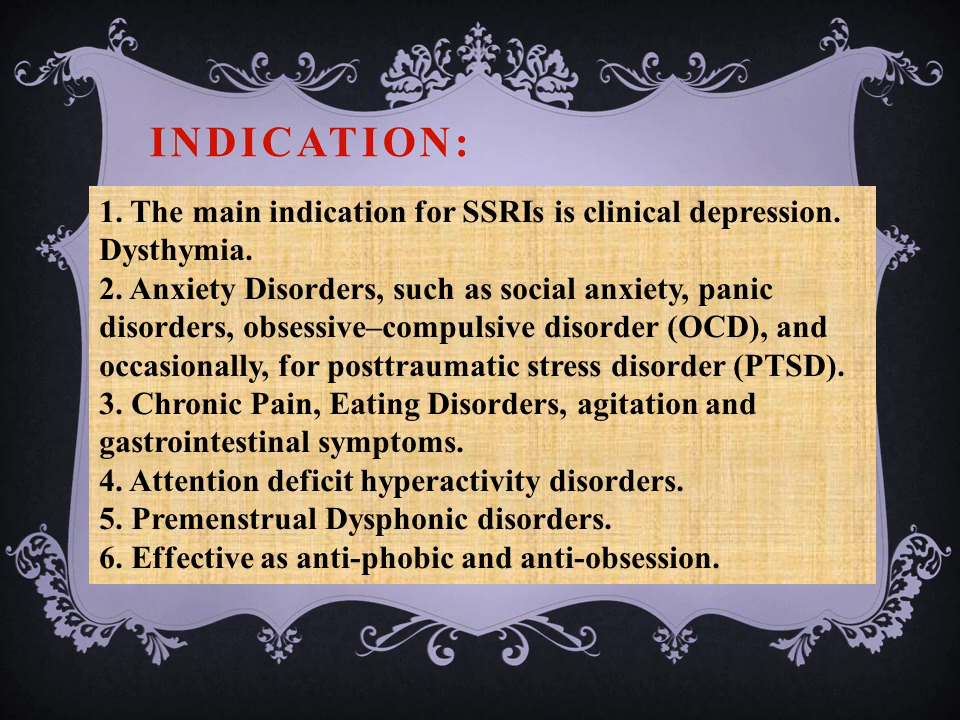 INDICATION:
1. The main indication for SSRIs is clinical depression.
Dysthymia.
2. Anxiety Disorders, such as social anxiety, panic
disorders, obsessive–compulsive disorder (OCD), and
occasionally, for posttraumatic stress disorder (PTSD).
3. Chronic Pain, Eating Disorders, agitation and
gastrointestinal symptoms.
4. Attention deficit hyperactivity disorders.
5. Premenstrual Dysphonic disorders.
6. Effective as anti-phobic and anti-obsession.